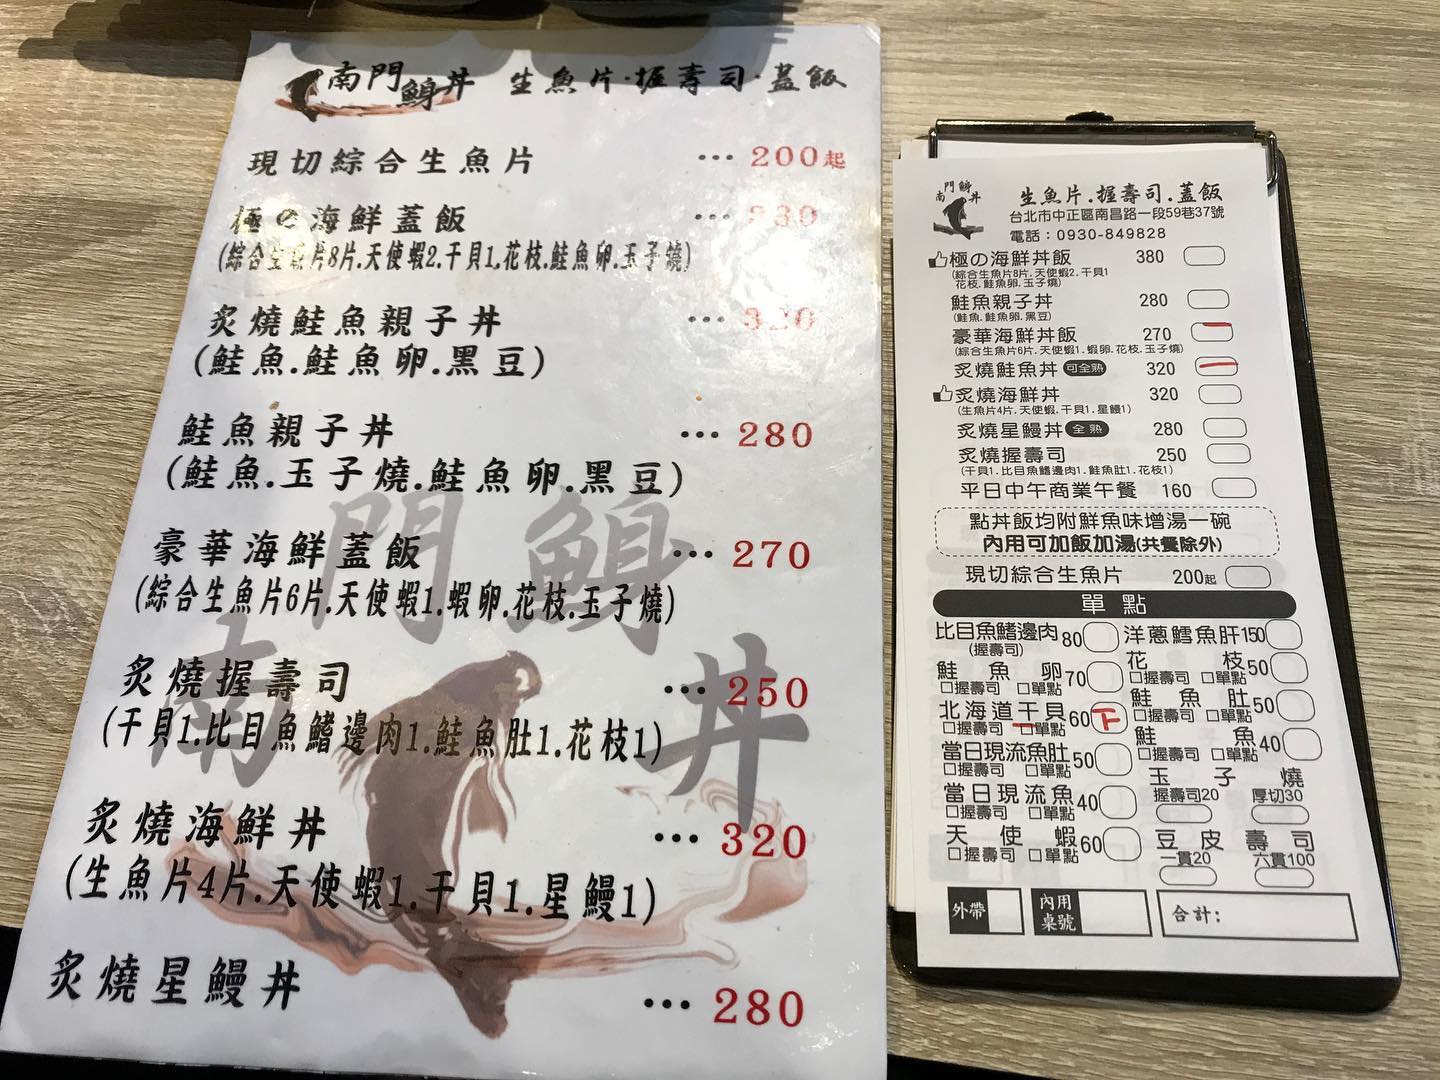 南門鯓丼 生魚片·握壽司·蓋飯
現切綜合生魚片 ··· 200起
極の海鮮蓋飯 ··· 380
(綜合生魚片8片.天使蝦2.干貝1.花枝.鮭魚卵.玉子燒)
炙燒鮭魚親子丼 ··· 320
(鮭魚.鮭魚卵.黑豆)
鮭魚親子丼 ··· 280
(鮭魚.玉子燒.鮭魚卵.黑豆)
豪華海鮮蓋飯 ··· 270
(綜合生魚片6片.天使蝦1.蝦卵.花枝.玉子燒)
炙燒握壽司 ··· 250
(干貝1.比目魚鰭邊肉1.鮭魚肚1.花枝1)
炙燒海鮮丼 ··· 320
(生魚片4片.天使蝦1.干貝1.星鰻1)
炙燒星鰻丼 ··· 280
南門鯓丼
南門鯓丼 生魚片.握壽司.蓋飯
台北市中正區南昌路一段59巷37號
電話：0930-849828
極の海鮮丼飯 380
(綜合生魚片8片.天使蝦2.干貝1
花枝.鮭魚卵.玉子燒)
鮭魚親子丼 280
(鮭魚.鮭魚卵.黑豆)
豪華海鮮丼飯 270
(綜合生魚片6片.天使蝦1.蝦卵.花枝.玉子燒)
炙燒鮭魚丼 可全熟 320
炙燒海鮮丼 320
(生魚片4片.天使蝦.干貝1.星鰻1)
炙燒星鰻丼 全熟 280
炙燒握壽司 250
(干貝1.比目魚鰭邊肉1.鮭魚肚1.花枝1)
平日中午商業午餐 160
點丼飯均附鮮魚味增湯一碗
內用可加飯加湯(共餐除外)
現切綜合生魚片 200起
單點
比目魚鰭邊肉 80 洋蔥鱈魚肝 150
(握壽司)
鮭魚卵 70 花枝 50
□握壽司 □單點 □握壽司 □單點
北海道干貝 60 下 鮭魚肚 50
□握壽司 □單點 □握壽司 □單點
當日現流魚肚 50 鮭魚 40
□握壽司 □單點 □握壽司 □單點
當日現流魚 40 玉子燒
□握壽司 □單點 握壽司20 厚切30
天使蝦 60 豆皮壽司
□握壽司 □單點 一貫20 六貫100
外帶 內用桌號 合計: